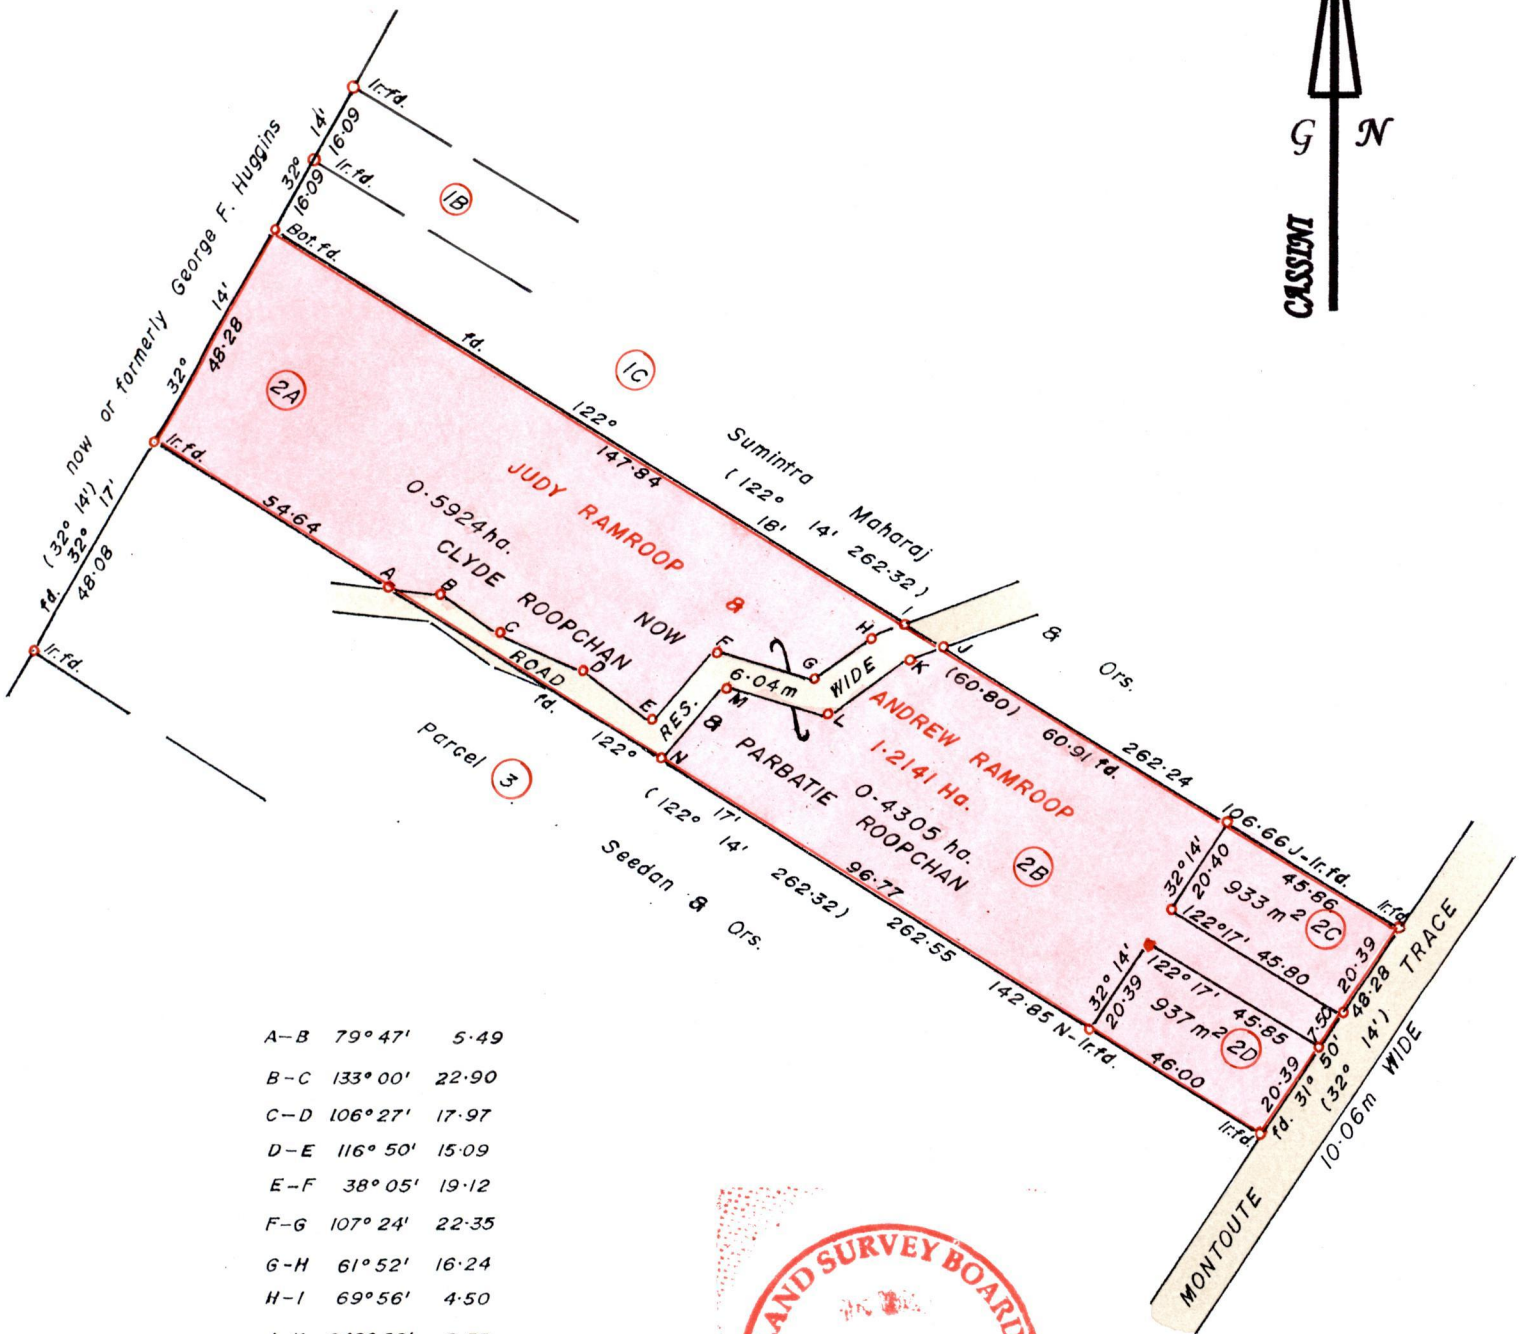 G N
CASSINI
Ir.fd.
14' 16·09
32° 16·09
Ir.fd.
1B
now or formerly George F. Huggins
Bot.fd.
32° 14'
48·28
fd.
1C
2A
Ir.fd.
122° 18'
147·84
Sumintra Maharaj & Ors.
(122° 14' 262·32)
JUDY RAMROOP &
ANDREW RAMROOP
1·2141 Ha.
0·5924 ha.
CLYDE ROOPCHAN
NOW
& PARBATIE ROOPCHAN
0·4305 ha.
54·64
(32° 14')
32° 17'
fd. 48·08
Ir.fd.
A
B
C
D
E
F
G
H
I
J
K
L
M
N
ROAD RES. 6·04m WIDE
fd.
(60·80)
60·91 fd.
262·24
106·66 J-Ir.fd.
Parcel 3
122° 17'
(122° 14' 262·32)
Seedan & Ors.
96·77
262·55
142·85 N-Ir.fd.
2B
32° 14'
20·40
45·86
Ir.fd.
933 m² 2C
122° 17' 45·80
20·39
32° 14'
20·39
122° 17' 45·85
937 m² 2D
7·50
48·28
46·00
20·39
Ir.fd.
fd. 31° 50'
(32° 14')
MONTOUTE TRACE
10·06m WIDE
A-B 79° 47' 5·49
B-C 133° 00' 22·90
C-D 106° 27' 17·97
D-E 116° 50' 15·09
E-F 38° 05' 19·12
F-G 107° 24' 22·35
G-H 61° 52' 16·24
H-I 69° 56' 4·50
LAND SURVEY BOARD